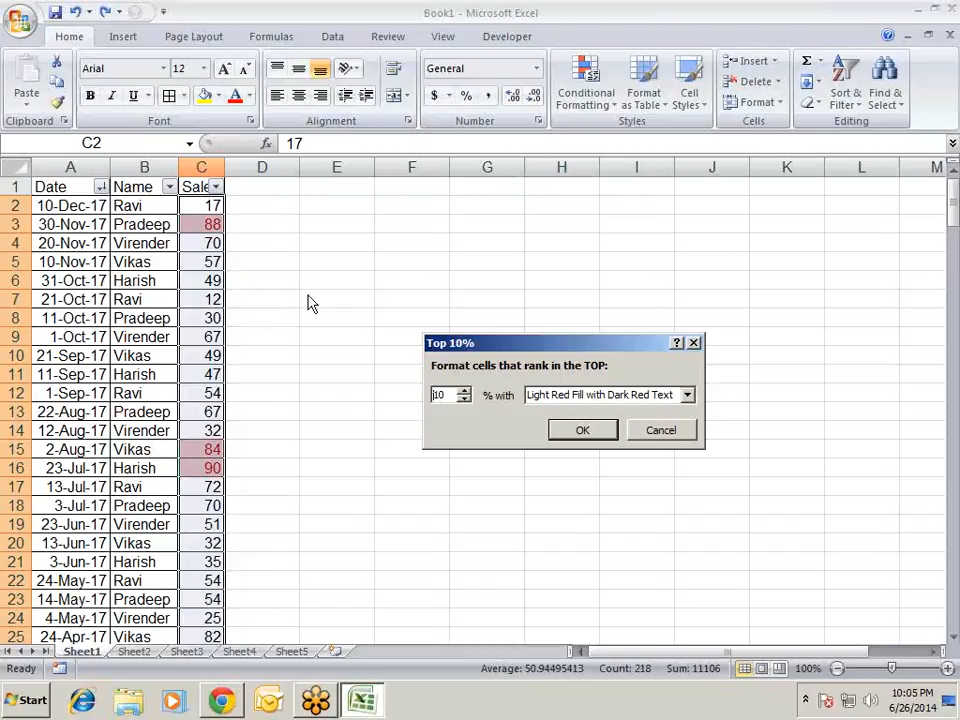 Book1 - Microsoft Excel
Home Insert Page Layout Formulas Data Review View Developer
Arial 12 General Σ
Insert
Delete
Format
Paste B I U $ % , Conditional Formatting Format as Table Cell Styles Sort & Filter Find & Select
Clipboard Font Alignment Number Styles Cells Editing
C2 fx 17
A B C D E F G H I J K L M
1 Date Name Sale
2 10-Dec-17 Ravi 17
3 30-Nov-17 Pradeep 88
4 20-Nov-17 Virender 70
5 10-Nov-17 Vikas 57
6 31-Oct-17 Harish 49
7 21-Oct-17 Ravi 12
8 11-Oct-17 Pradeep 30
9 1-Oct-17 Virender 67
10 21-Sep-17 Vikas 49
11 11-Sep-17 Harish 47
12 1-Sep-17 Ravi 54
13 22-Aug-17 Pradeep 67
14 12-Aug-17 Virender 32
15 2-Aug-17 Vikas 84
16 23-Jul-17 Harish 90
17 13-Jul-17 Ravi 72
18 3-Jul-17 Pradeep 70
19 23-Jun-17 Virender 51
20 13-Jun-17 Vikas 32
21 3-Jun-17 Harish 35
22 24-May-17 Ravi 54
23 14-May-17 Pradeep 54
24 4-May-17 Virender 25
25 24-Apr-17 Vikas 82
Top 10%
Format cells that rank in the TOP:
10 % with Light Red Fill with Dark Red Text
OK Cancel
Sheet1 Sheet2 Sheet3 Sheet4 Sheet5
Ready Average: 50.94495413 Count: 218 Sum: 11106 100%
Start 10:05 PM
6/26/2014